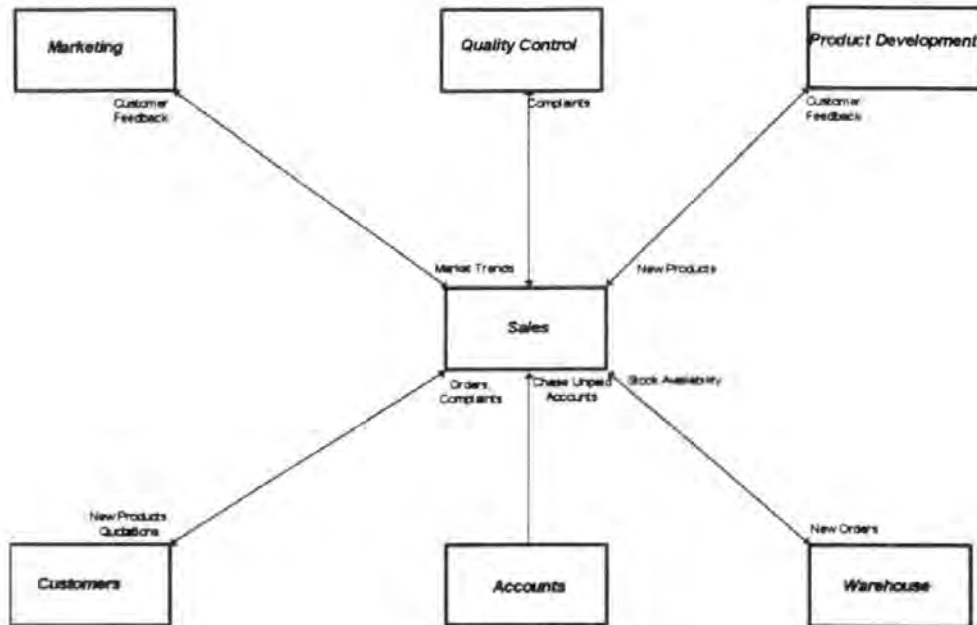 Marketing
Quality Control
Product Development
Customer
Feedback
Complaints
Customer
Feedback
Market Trends
New Products
Sales
Orders
Complaints
Chase Unpaid
Accounts
Stock Availability
New Products
Quotations
New Orders
Customers
Accounts
Warehouse